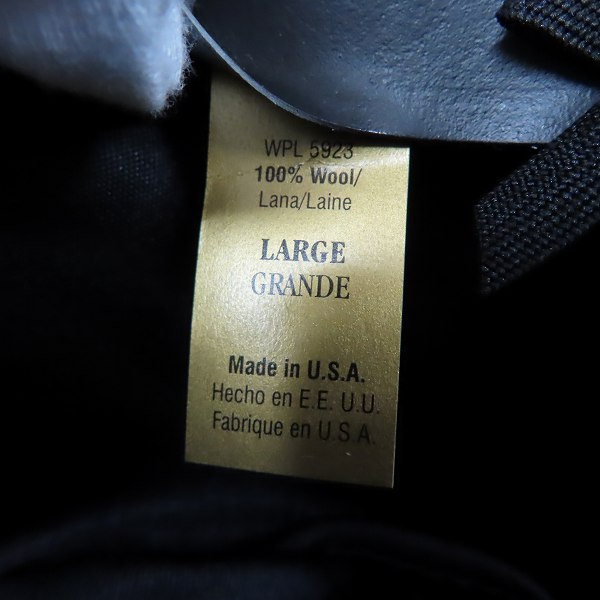 WPL 5923
100% Wool/
Lana/Laine
LARGE
GRANDE
Made in U.S.A.
Hecho en E.E. U.U.
Fabrique en U.S.A.